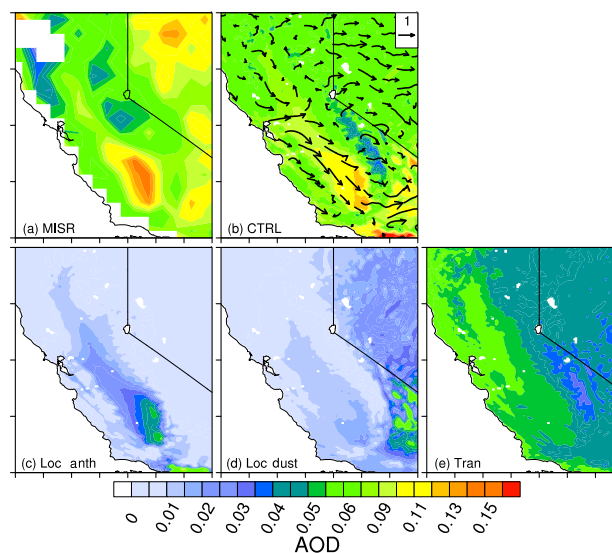 1
(a) MISR
(b) CTRL
(c) Loc anth
(d) Loc dust
(e) Tran
0
0.01
0.02
0.03
0.04
0.05
0.06
0.09
0.11
0.13
0.15
AOD